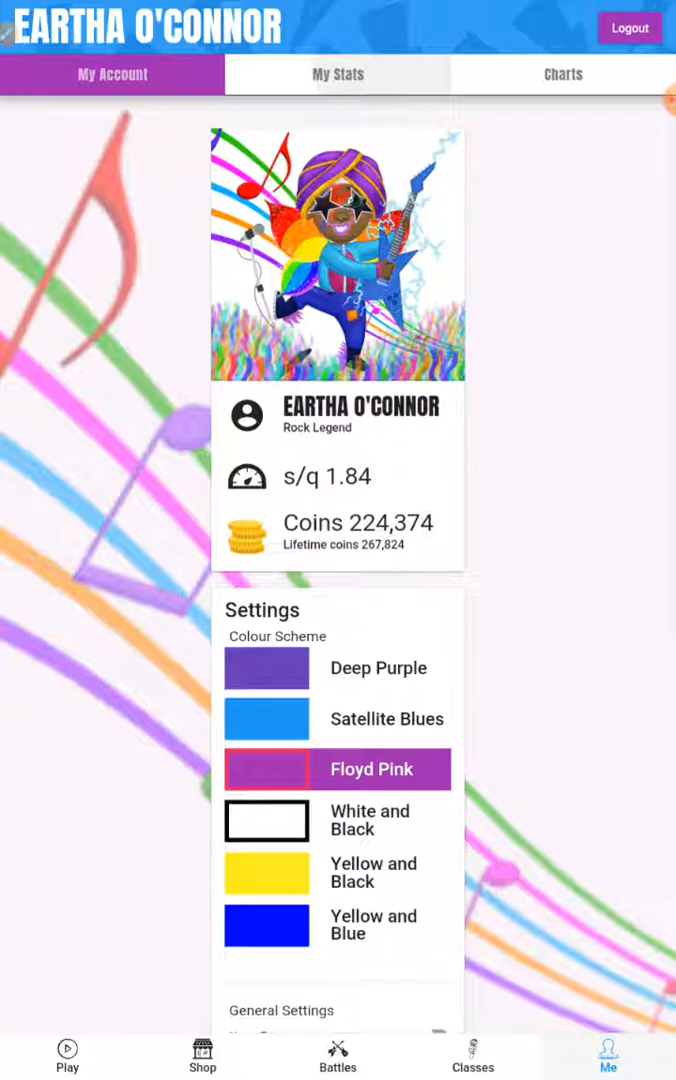 EARTHA O'CONNOR
Logout
My Account
My Stats
Charts
EARTHA O'CONNOR
Rock Legend
s/q 1.84
Coins 224,374
Lifetime coins 267,824
Settings
Colour Scheme
Deep Purple
Satellite Blues
Floyd Pink
White and
Black
Yellow and
Black
Yellow and
Blue
General Settings
Play
Shop
Battles
Classes
Me